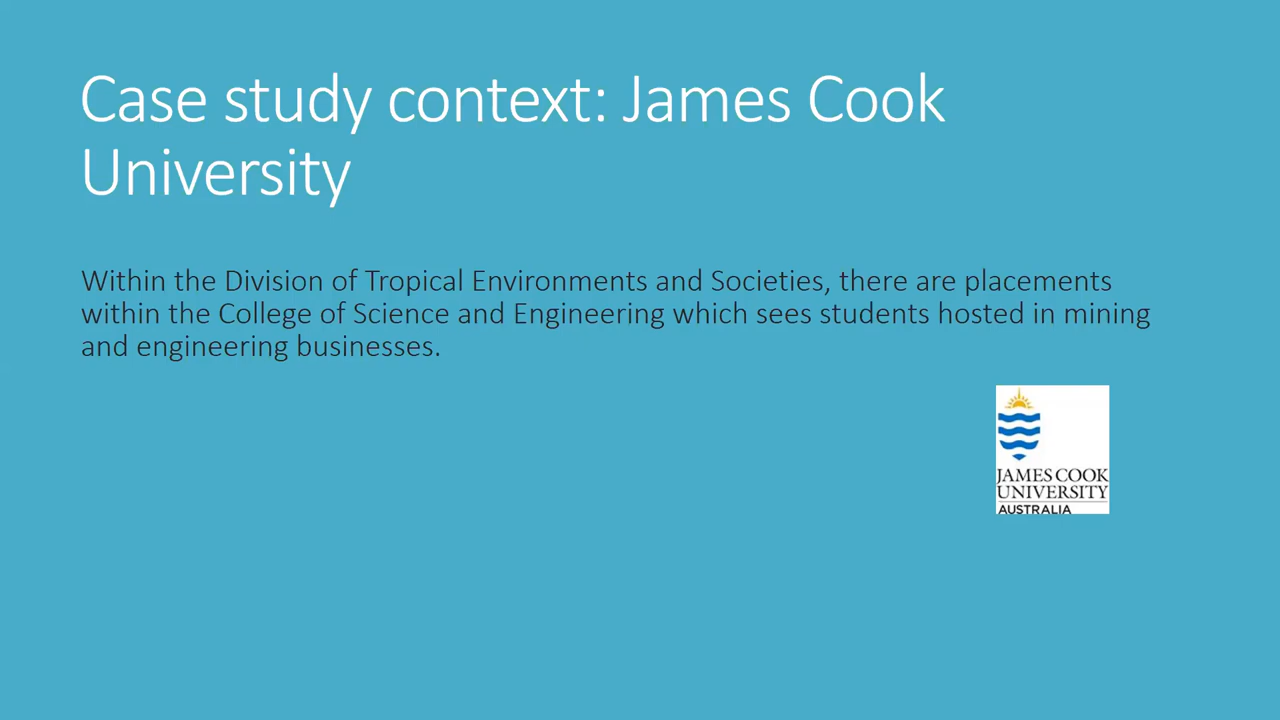 Case study context: James Cook
University
Within the Division of Tropical Environments and Societies, there are placements
within the College of Science and Engineering which sees students hosted in mining
and engineering businesses.
JAMES COOK
UNIVERSITY
AUSTRALIA